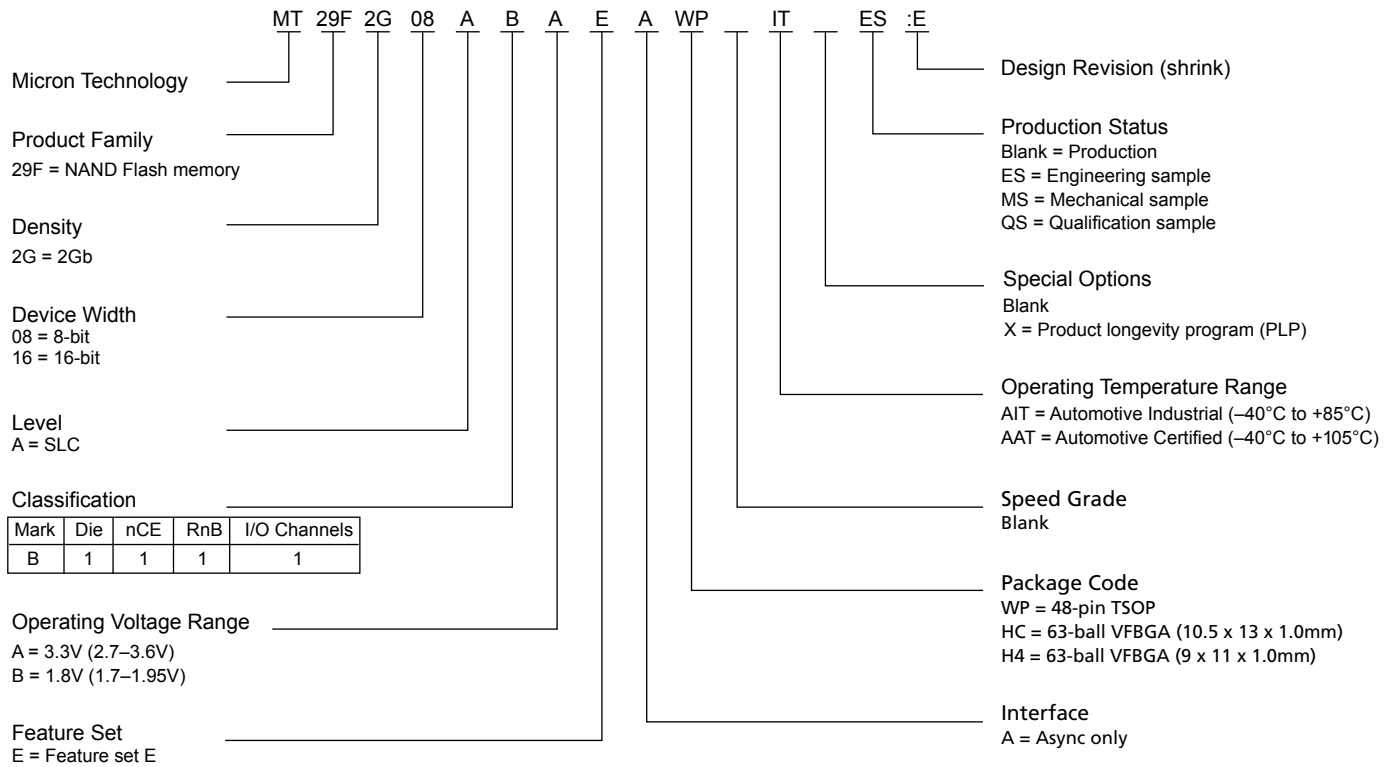 MT 29F 2G 08 A B A E A WP IT ES :E
Micron Technology
Product Family
29F = NAND Flash memory
Density
2G = 2Gb
Device Width
08 = 8-bit
16 = 16-bit
Level
A = SLC
Classification
Mark Die nCE RnB I/O Channels
B 1 1 1 1
Operating Voltage Range
A = 3.3V (2.7–3.6V)
B = 1.8V (1.7–1.95V)
Feature Set
E = Feature set E
Design Revision (shrink)
Production Status
Blank = Production
ES = Engineering sample
MS = Mechanical sample
QS = Qualification sample
Special Options
Blank
X = Product longevity program (PLP)
Operating Temperature Range
AIT = Automotive Industrial (–40°C to +85°C)
AAT = Automotive Certified (–40°C to +105°C)
Speed Grade
Blank
Package Code
WP = 48-pin TSOP
HC = 63-ball VFBGA (10.5 x 13 x 1.0mm)
H4 = 63-ball VFBGA (9 x 11 x 1.0mm)
Interface
A = Async only